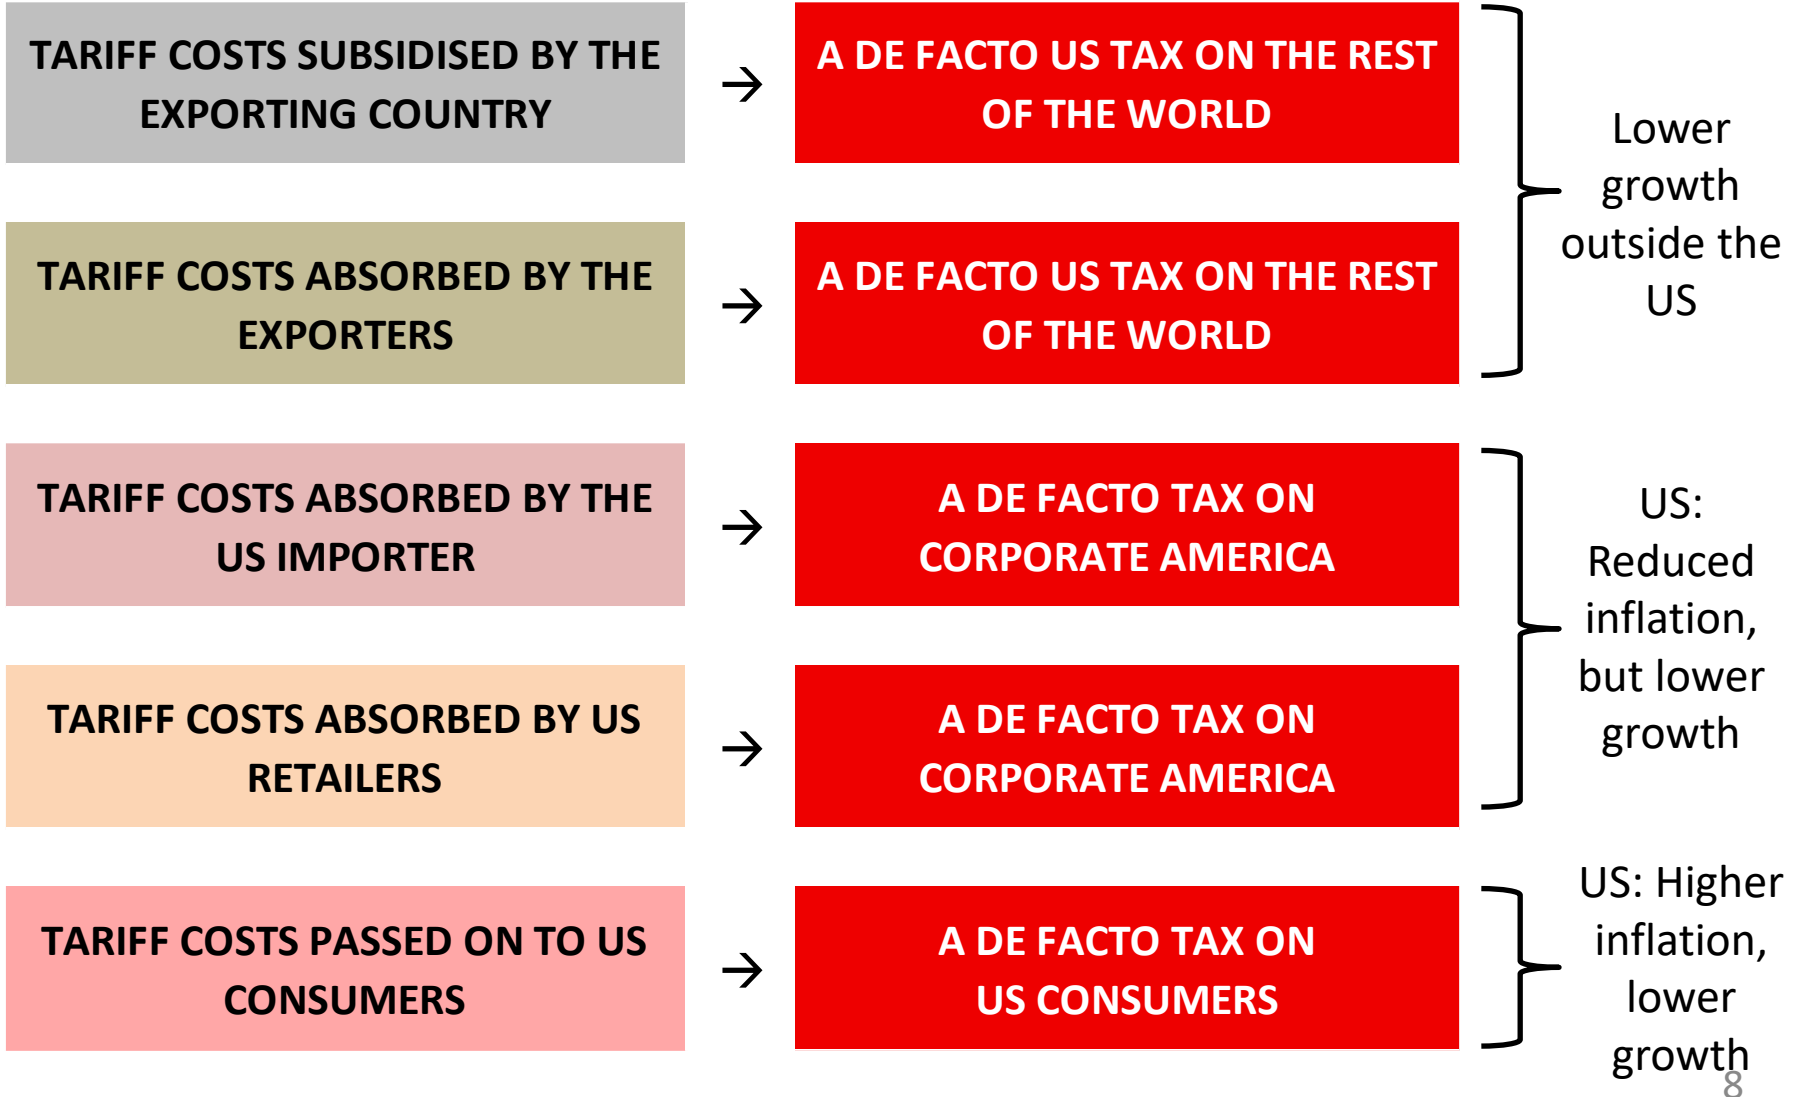 TARIFF COSTS SUBSIDISED BY THE
EXPORTING COUNTRY
→
A DE FACTO US TAX ON THE REST
OF THE WORLD
TARIFF COSTS ABSORBED BY THE
EXPORTERS
→
A DE FACTO US TAX ON THE REST
OF THE WORLD
Lower
growth
outside the
US
TARIFF COSTS ABSORBED BY THE
US IMPORTER
→
A DE FACTO TAX ON
CORPORATE AMERICA
TARIFF COSTS ABSORBED BY US
RETAILERS
→
A DE FACTO TAX ON
CORPORATE AMERICA
US:
Reduced
inflation,
but lower
growth
TARIFF COSTS PASSED ON TO US
CONSUMERS
→
A DE FACTO TAX ON
US CONSUMERS
US: Higher
inflation,
lower
growth
8